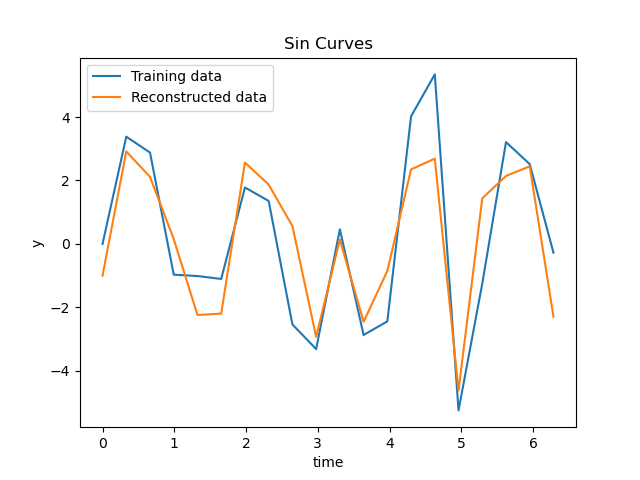 Sin Curves
Training data
Reconstructed data
4
2
0
−2
−4
y
0 1 2 3 4 5 6
time